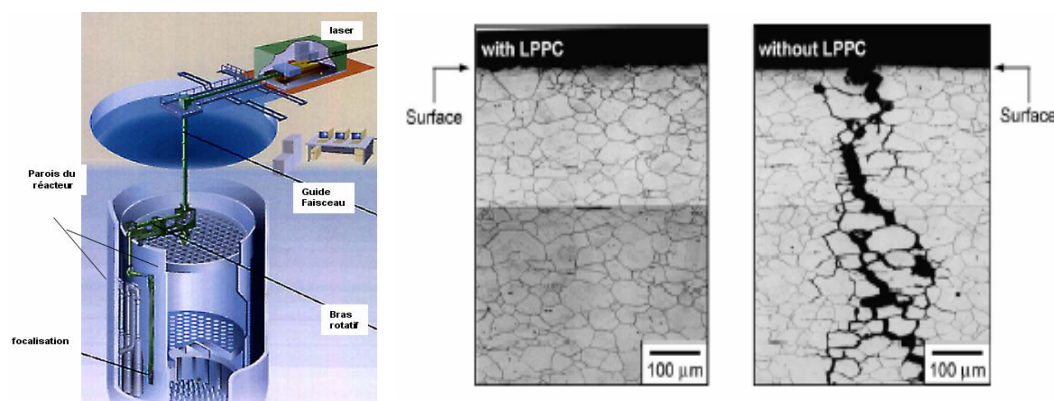 laser
Parois du
réacteur
Guide
Faisceau
Bras
rotatif
focalisation
with LPPC
Surface
100 μm
without LPPC
Surface
100 μm